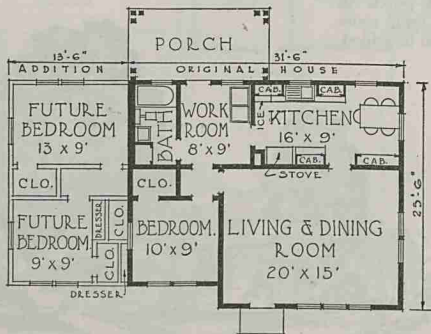 PORCH
13'-6"
31'-6"
ADDITION
ORIGINAL HOUSE
FUTURE
BEDROOM
13 x 9'
BATH
WORK
ROOM
8' x 9'
ICE
CAB.
CAB.
KITCHEN
16' x 9'
CAB.
CAB.
STOVE
CLO.
CLO.
FUTURE
BEDROOM
9' x 9'
DRESSER
CLO.
CLO.
DRESSER
BEDROOM.
10' x 9'
LIVING & DINING
ROOM
20' x 15'
25'-6"